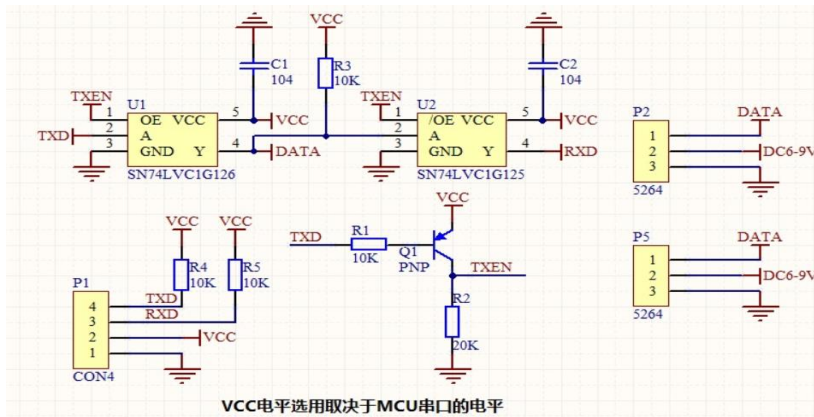 VCC
C1
104
R3
10K
C2
104
TXEN
U1
1
OE
VCC
5
VCC
TXD
2
A
3
GND
Y
4
DATA
SN74LVC1G126
TXEN
U2
1
/OE
VCC
5
VCC
2
A
3
GND
Y
4
RXD
SN74LVC1G125
P2
1
2
3
DATA
DC6-9V
5264
VCC
VCC
R4
10K
R5
10K
P1
4
TXD
3
RXD
2
VCC
1
CON4
VCC
TXD
R1
10K
Q1
PNP
TXEN
R2
20K
P5
1
2
3
DATA
DC6-9V
5264
VCC电平选用取决于MCU串口的电平